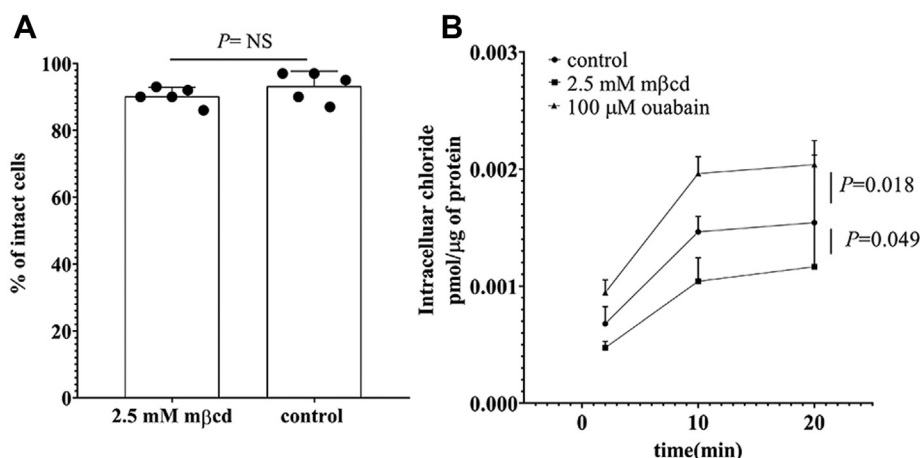 A
P= NS
100
80
60
40
20
0
% of intact cells
2.5 mM mβcd
control
B
0.003
0.002
0.001
0.000
Intracelluar chloride
pmol/μg of protein
control
2.5 mM mβcd
100 μM ouabain
P=0.018
P=0.049
0
10
20
time(min)